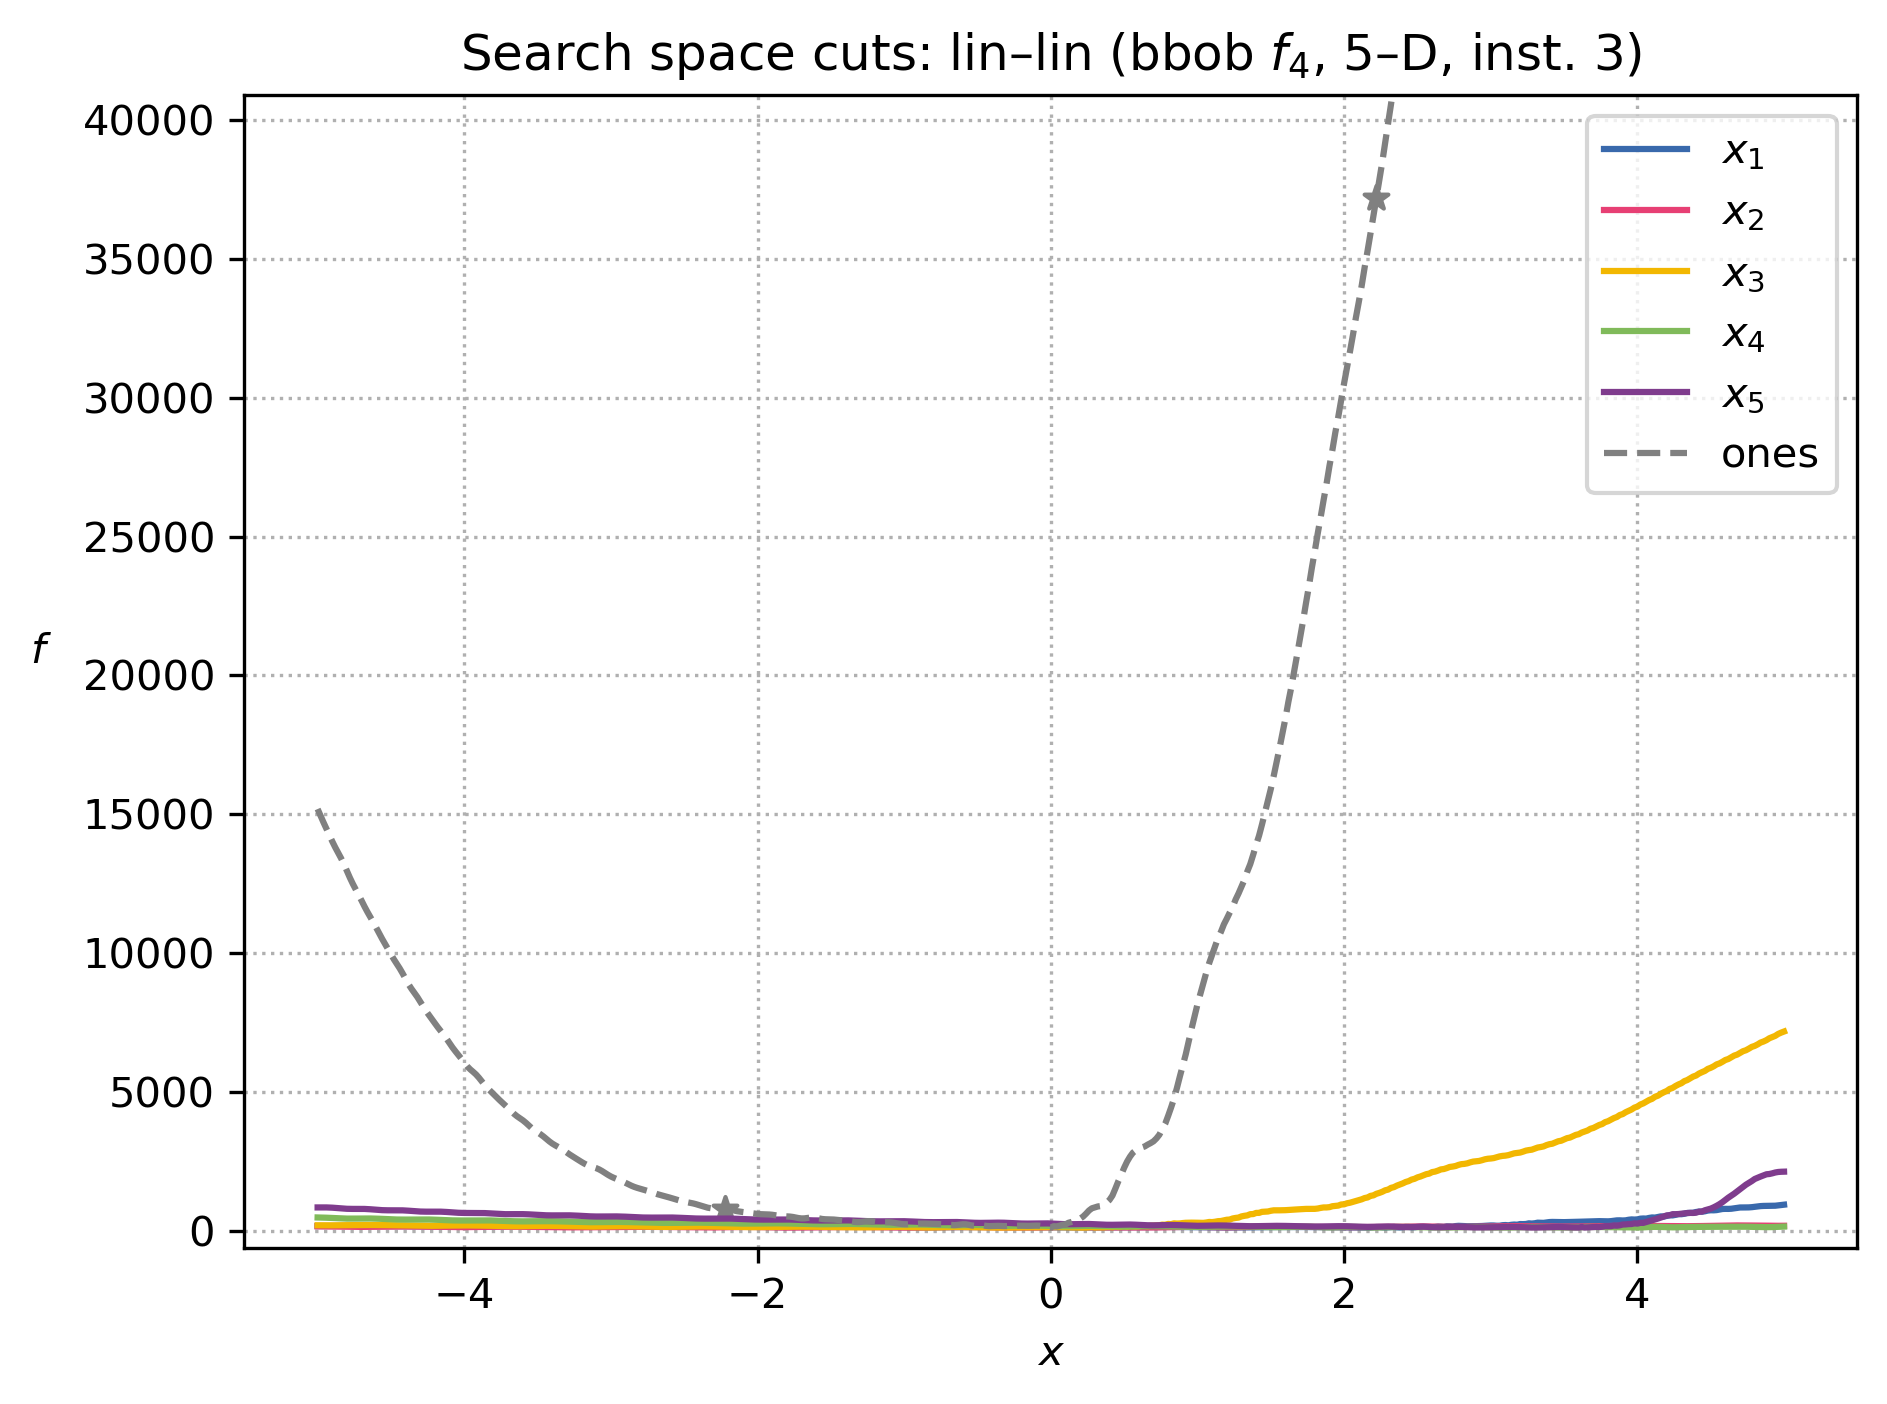 Search space cuts: lin–lin (bbob f₄, 5–D, inst. 3)
40000
35000
30000
25000
20000
15000
10000
5000
0
f
−4
−2
0
2
4
x
x₁
x₂
x₃
x₄
x₅
ones